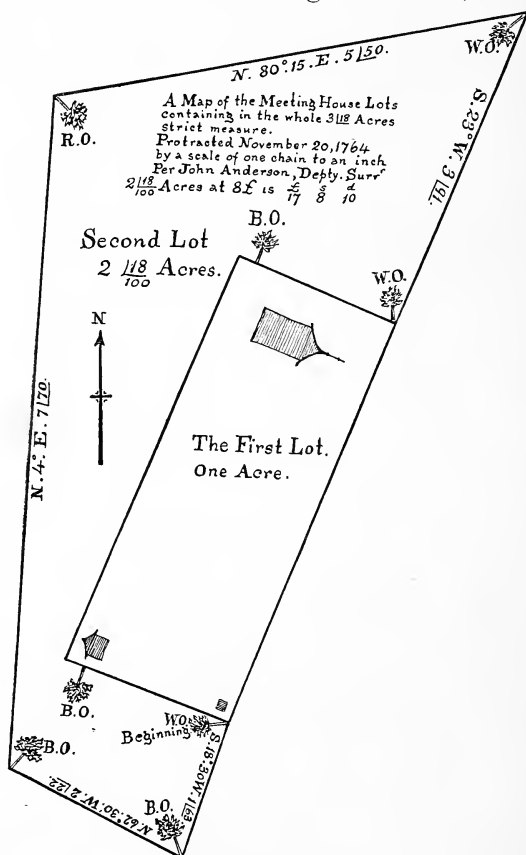 N. 80°.15. E. 5|50.
W.O.
R.O.
A Map of the Meeting House Lots
containing in the whole 3|18 Acres
strict measure.
Protracted November 20, 1764
by a scale of one chain to an inch
Per John Anderson, Depty. Surr
2 18/100 Acres at 8£ is £17 s8 d10
S. 23° W. 3|91.
B.O.
Second Lot
2 18/100 Acres.
W.O.
N
The First Lot.
One Acre.
N. 4°. E. 7|70.
B.O.
W.O.
Beginning
S. 18°.30 W. 1|63
B.O.
N. 62°.30'. W. 2|22.
B.O.